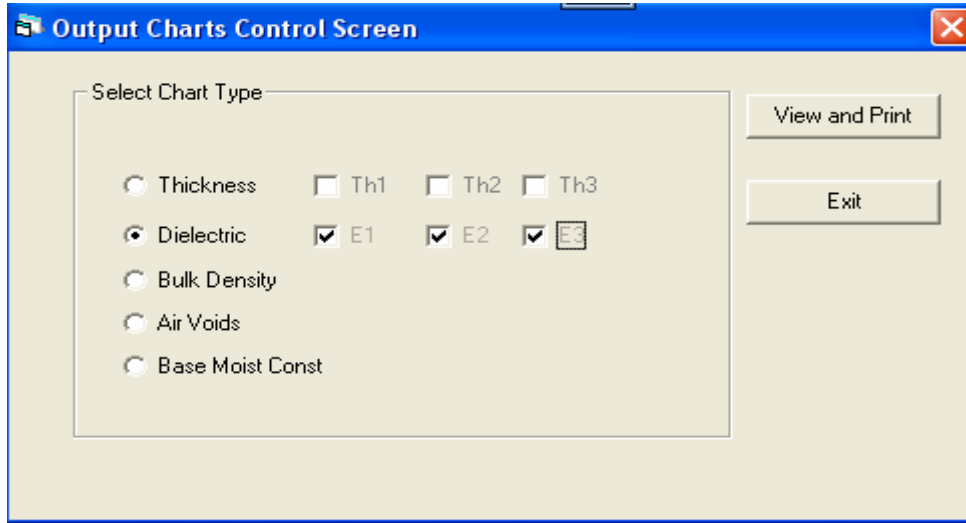 Output Charts Control Screen
Select Chart Type
View and Print
Thickness Th1 Th2 Th3
Exit
Dielectric E1 E2 E3
Bulk Density
Air Voids
Base Moist Const